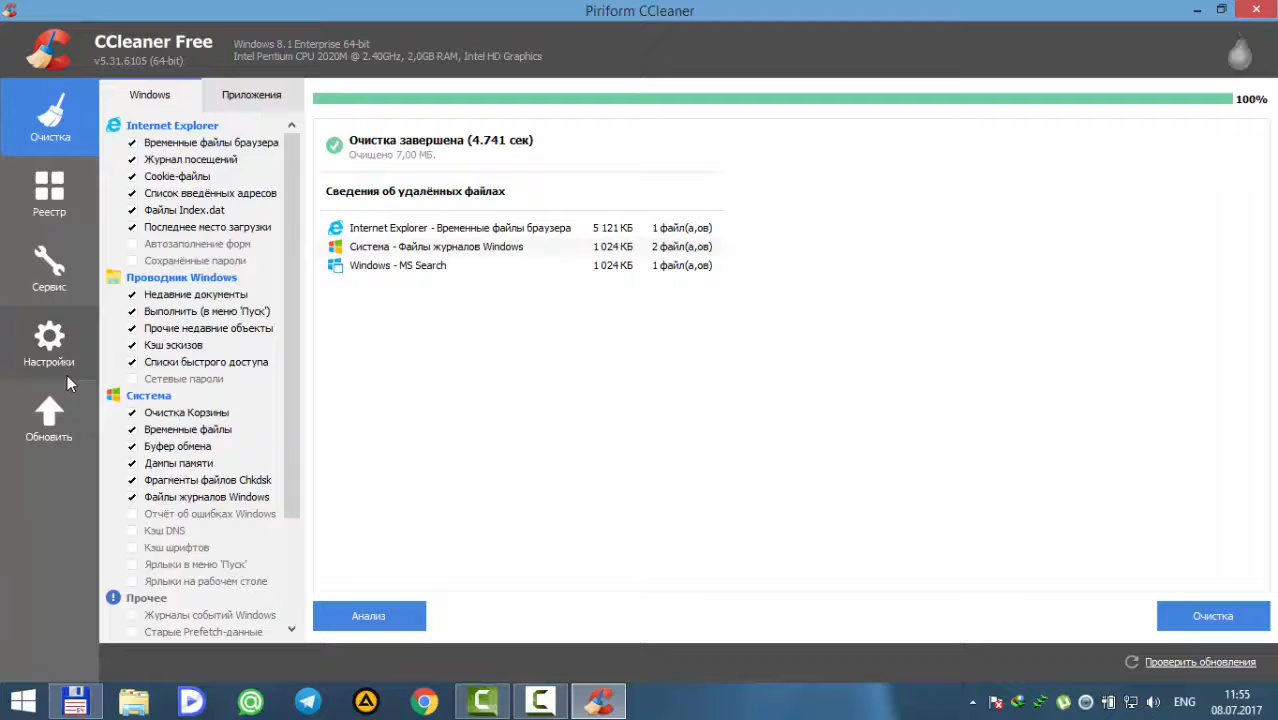 Piriform CCleaner
CCleaner Free
v5.31.6105 (64-bit)
Windows 8.1 Enterprise 64-bit
Intel Pentium CPU 2020M @ 2.40GHz, 2,0GB RAM, Intel HD Graphics
Очистка
Реестр
Сервис
Настройки
Обновить
Windows
Приложения
Internet Explorer
Временные файлы браузера
Журнал посещений
Cookie-файлы
Список введённых адресов
Файлы Index.dat
Последнее место загрузки
Автозаполнение форм
Сохранённые пароли
Проводник Windows
Недавние документы
Выполнить (в меню 'Пуск')
Прочие недавние объекты
Кэш эскизов
Списки быстрого доступа
Сетевые пароли
Система
Очистка Корзины
Временные файлы
Буфер обмена
Дампы памяти
Фрагменты файлов Chkdsk
Файлы журналов Windows
Отчёт об ошибках Windows
Кэш DNS
Кэш шрифтов
Ярлыки в меню 'Пуск'
Ярлыки на рабочем столе
Прочее
Журналы событий Windows
Старые Prefetch-данные
100%
Очистка завершена (4.741 сек)
Очищено 7,00 МБ.
Сведения об удалённых файлах
Internet Explorer - Временные файлы браузера 5 121 КБ 1 файл(а,ов)
Система - Файлы журналов Windows 1 024 КБ 2 файл(а,ов)
Windows - MS Search 1 024 КБ 1 файл(а,ов)
Анализ
Очистка
Проверить обновления
ENG
11:55
08.07.2017